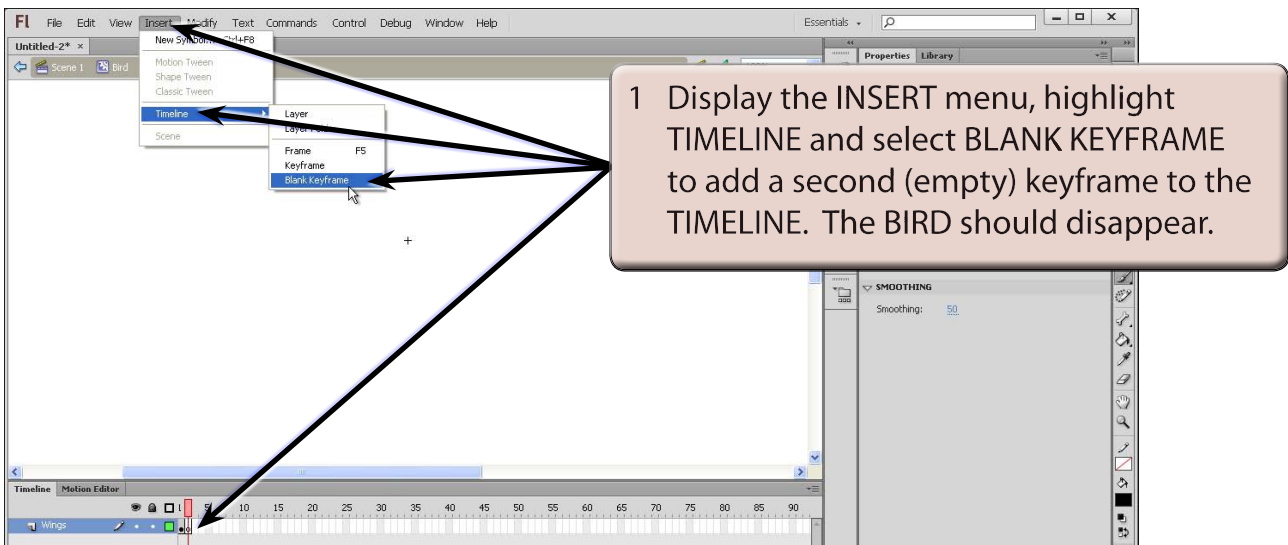 Fl File Edit View Insert Modify Text Commands Control Debug Window Help Essentials
Untitled-2* ×
Scene 1 Bird
New Symbol... Ctrl+F8
Motion Tween
Shape Tween
Classic Tween
Timeline
Scene
Layer
Frame F5
Keyframe
Blank Keyframe
Properties Library
1 Display the INSERT menu, highlight
TIMELINE and select BLANK KEYFRAME
to add a second (empty) keyframe to the
TIMELINE. The BIRD should disappear.
SMOOTHING
Smoothing: 50
Timeline Motion Editor
5 10 15 20 25 30 35 40 45 50 55 60 65 70 75 80 85 90
Wings